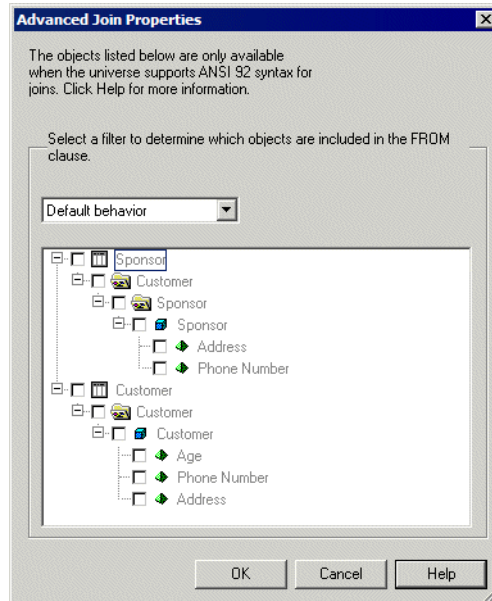 Advanced Join Properties
The objects listed below are only available
when the universe supports ANSI 92 syntax for
joins. Click Help for more information.
Select a filter to determine which objects are included in the FROM
clause.
Default behavior
Sponsor
Customer
Sponsor
Sponsor
Address
Phone Number
Customer
Customer
Customer
Age
Phone Number
Address
OK
Cancel
Help